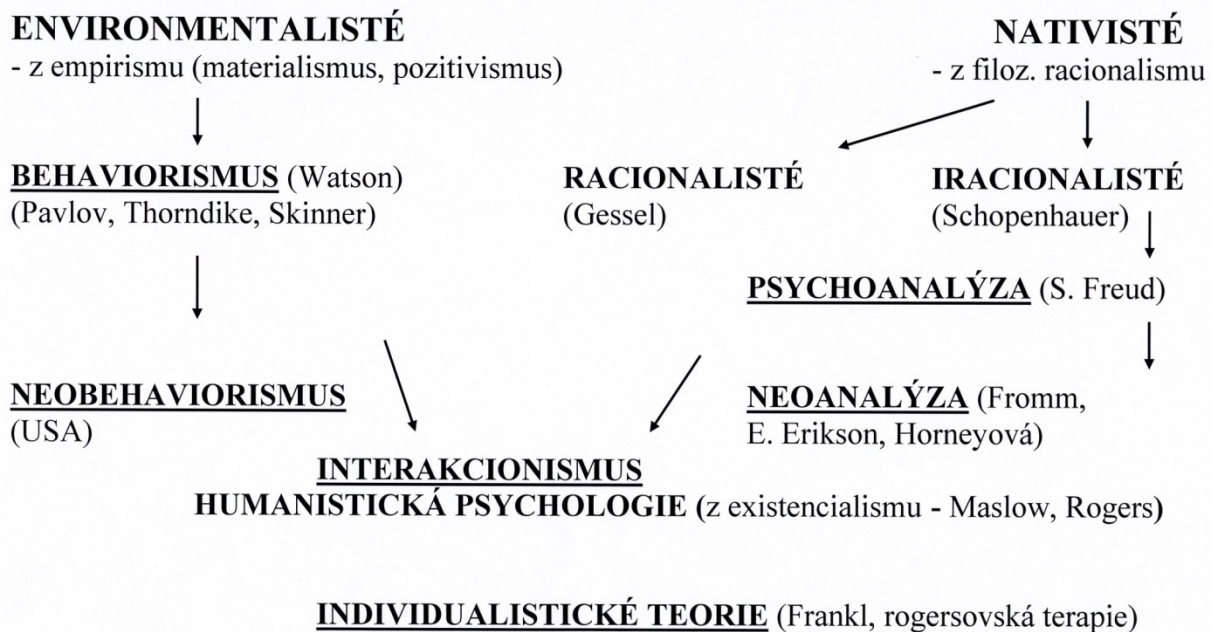 ENVIRONMENTALISTÉ
- z empirismu (materialismus, pozitivismus)
NATIVISTÉ
- z filoz. racionalismu
BEHAVIORISMUS (Watson)
(Pavlov, Thorndike, Skinner)
RACIONALISTÉ
(Gessel)
IRACIONALISTÉ
(Schopenhauer)
PSYCHOANALÝZA (S. Freud)
NEOBEHAVIORISMUS
(USA)
NEOANALÝZA (Fromm,
E. Erikson, Horneyová)
INTERAKCIONISMUS
HUMANISTICKÁ PSYCHOLOGIE (z existencialismu - Maslow, Rogers)
INDIVIDUALISTICKÉ TEORIE (Frankl, rogersovská terapie)